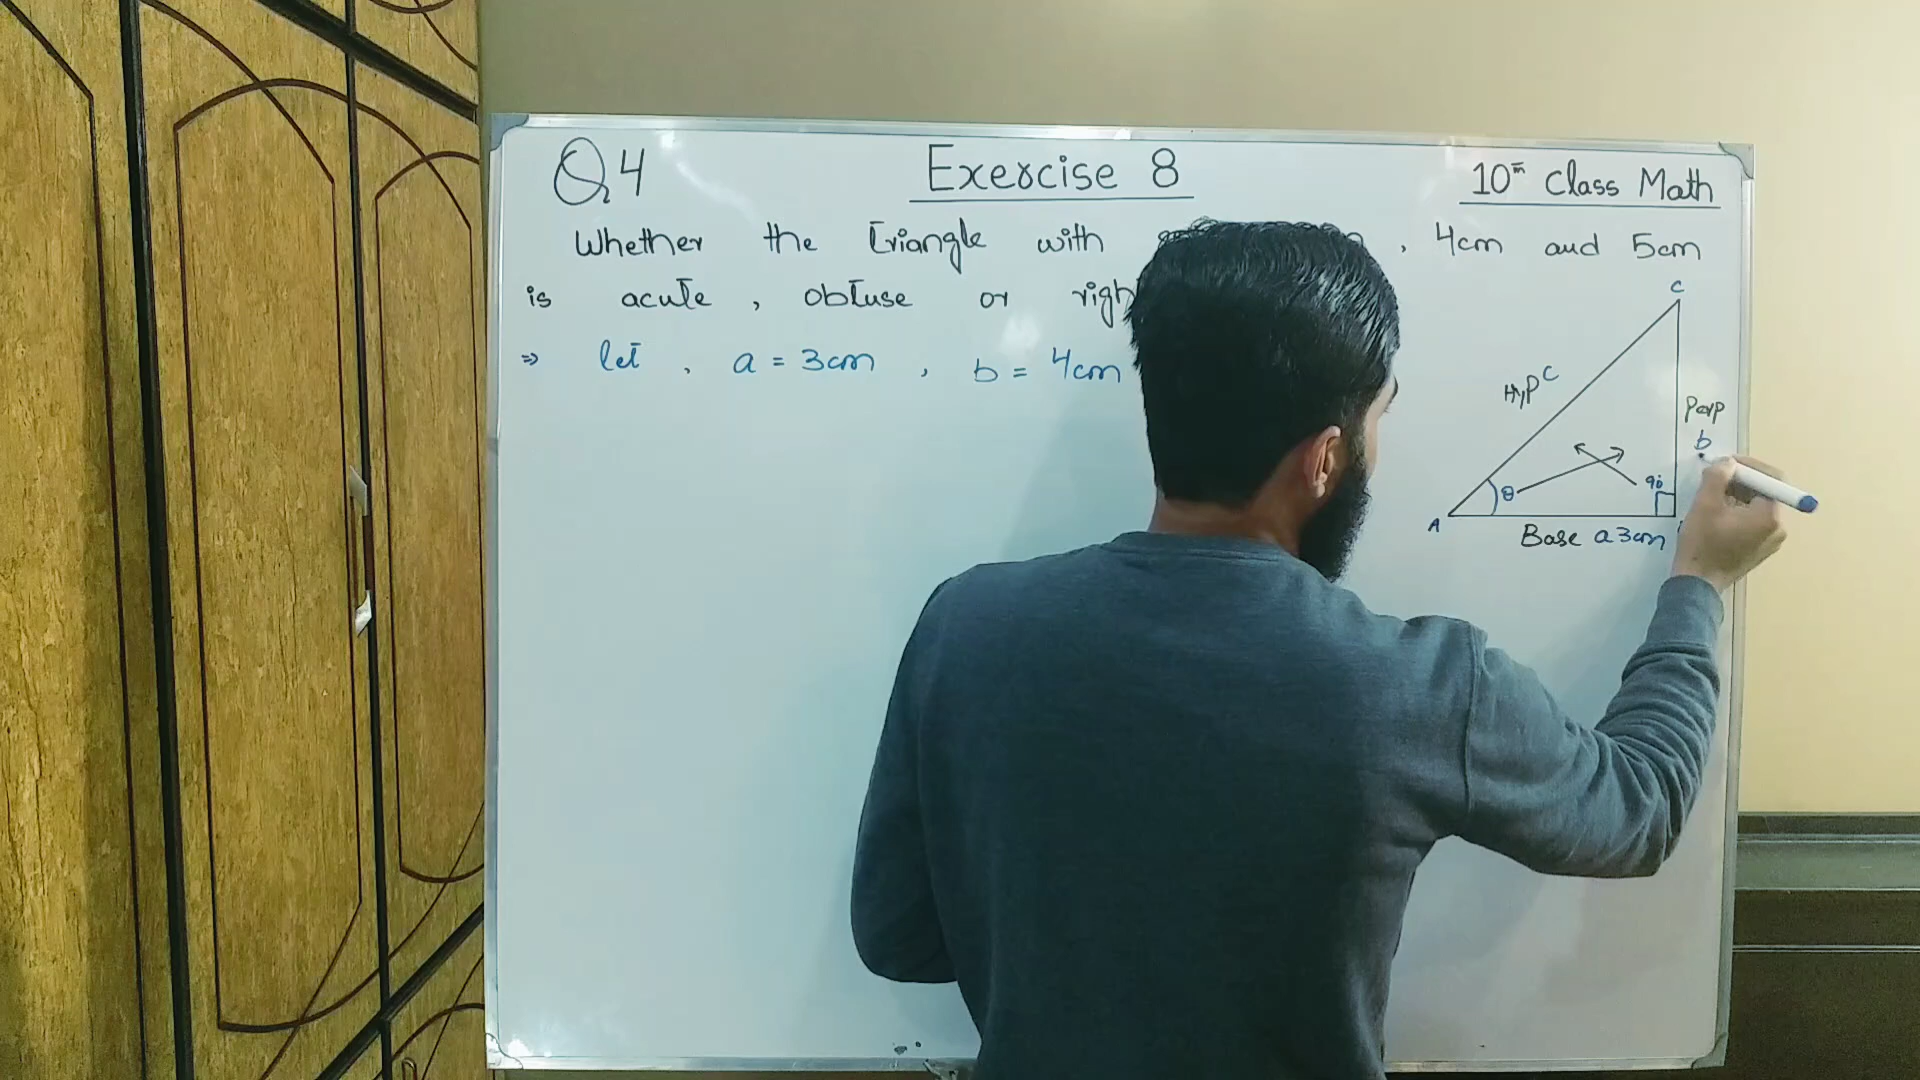 Q4 Exercise 8 10th Class Math
Whether the triangle with , 4cm and 5cm
is acute , obtuse or
⇒ let , a = 3cm , b = 4cm
C
Hyp C
Perp
b
θ
90
A
Base a 3cm